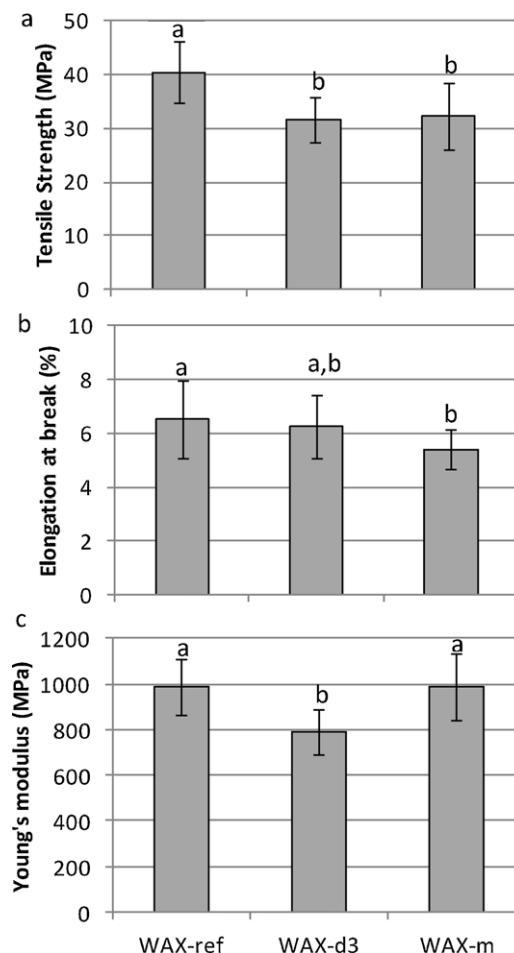 a
Tensile Strength (MPa)
50
40
30
20
10
0
a
b
b
b
Elongation at break (%)
10
8
6
4
2
0
a
a,b
b
c
Young's modulus (MPa)
1200
1000
800
600
400
200
0
a
b
a
WAX-ref
WAX-d3
WAX-m